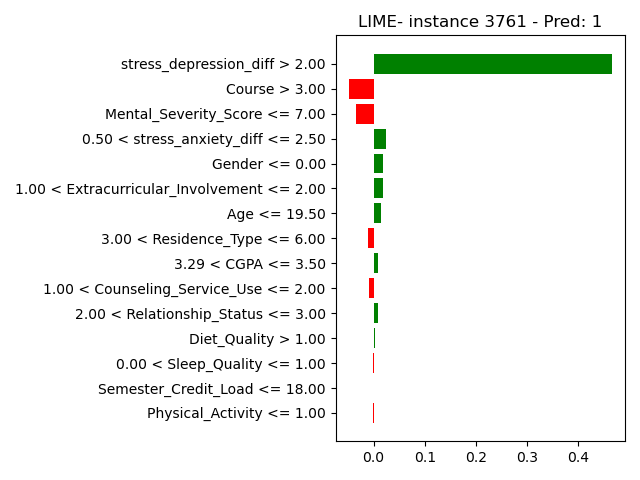 LIME- instance 3761 - Pred: 1
stress_depression_diff > 2.00
Course > 3.00
Mental_Severity_Score <= 7.00
0.50 < stress_anxiety_diff <= 2.50
Gender <= 0.00
1.00 < Extracurricular_Involvement <= 2.00
Age <= 19.50
3.00 < Residence_Type <= 6.00
3.29 < CGPA <= 3.50
1.00 < Counseling_Service_Use <= 2.00
2.00 < Relationship_Status <= 3.00
Diet_Quality > 1.00
0.00 < Sleep_Quality <= 1.00
Semester_Credit_Load <= 18.00
Physical_Activity <= 1.00
0.0 0.1 0.2 0.3 0.4